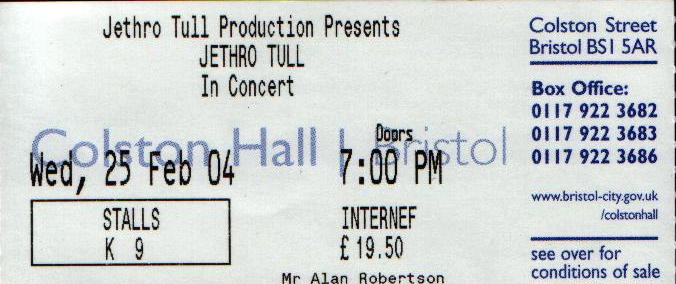 Jethro Tull Production Presents
JETHRO TULL
In Concert
Colston Hall | Bristol
Doors
Wed, 25 Feb 04 7:00 PM
STALLS
K 9
INTERNEF
£19.50
Mr Alan Robertson
Colston Street
Bristol BS1 5AR
Box Office:
0117 922 3682
0117 922 3683
0117 922 3686
www.bristol-city.gov.uk
/colstonhall
see over for
conditions of sale